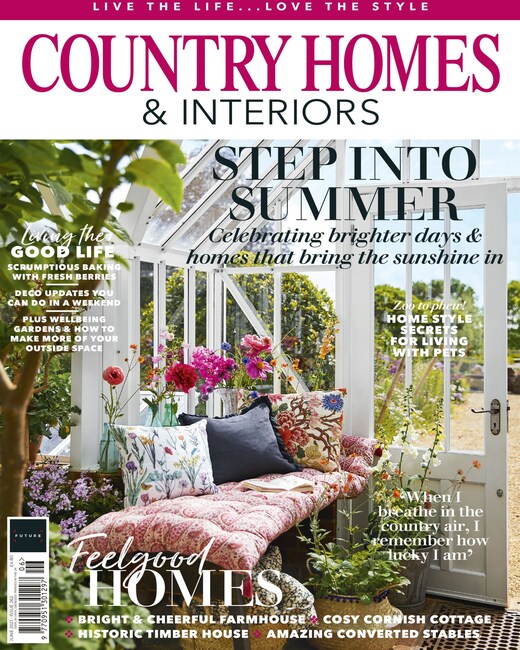 LIVE THE LIFE...LOVE THE STYLE
COUNTRY HOMES
& INTERIORS
STEP INTO
SUMMER
Celebrating brighter days &
homes that bring the sunshine in
Living the
GOOD LIFE
SCRUMPTIOUS BAKING
WITH FRESH BERRIES
DECO UPDATES YOU
CAN DO IN A WEEKEND
PLUS WELLBEING
GARDENS & HOW TO
MAKE MORE OF YOUR
OUTSIDE SPACE
Zoo to phew!
HOME STYLE
SECRETS
FOR LIVING
WITH PETS
'When I
breathe in the
country air, I
remember how
lucky I am'
FUTURE
06>
9 770951 301297
Feelgood
HOMES
BRIGHT & CHEERFUL FARMHOUSE
COSY CORNISH COTTAGE
HISTORIC TIMBER HOUSE
AMAZING CONVERTED STABLES